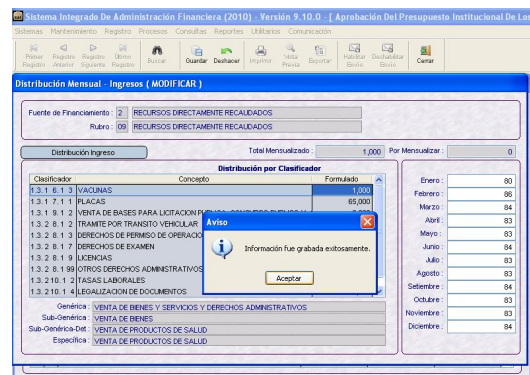 Sistema Integrado De Administración Financiera (2010) - Versión 9.10.0 - [ Aprobación Del Presupuesto Institucional De Los
Sistemas Mantenimiento Registro Procesos Consultas Reportes Utilitarios Comunicación
Primer Registro Registro Anterior Registro Siguiente Último Registro Buscar Guardar Deshacer Imprimir Vista Previa Exportar Habilitar Envío Deshabilitar Envío Cerrar
Distribución Mensual - Ingresos ( MODIFICAR )
Fuente de Financiamiento : 2 RECURSOS DIRECTAMENTE RECAUDADOS
Rubro : 09 RECURSOS DIRECTAMENTE RECAUDADOS
Distribución Ingreso Total Mensualizado : 1,000 Por Mensualizar : 0
Distribución por Clasificador
Clasificador Concepto Formulado
1.3.1 6.1 3 VACUNAS 1,000
1.3.1 7.1 1 PLACAS 65,000
1.3.1 9.1 2 VENTA DE BASES PARA LICITACION
1.3.2 8.1 2 TRAMITE POR TRANSITO VEHICULAR
1.3.2 8.1 3 DERECHOS DE PERMISO DE OPERACIO
1.3.2 8.1 7 DERECHOS DE EXAMEN
1.3.2 8.1 9 LICENCIAS
1.3.2 8.1 99 OTROS DERECHOS ADMINISTRATIVOS
1.3.2 10.1 2 TASAS LABORALES
1.3.2 10.1 4 LEGALIZACION DE DOCUMENTOS
Aviso
Información fue grabada exitosamente.
Aceptar
Genérica : VENTA DE BIENES Y SERVICIOS Y DERECHOS ADMINISTRATIVOS
Sub-Genérica : VENTA DE BIENES
Sub-Genérica-Det : VENTA DE PRODUCTOS DE SALUD
Específica : VENTA DE PRODUCTOS DE SALUD
Enero : 80
Febrero : 86
Marzo : 84
Abril : 83
Mayo : 83
Junio : 84
Julio : 83
Agosto : 83
Setiembre : 84
Octubre : 83
Noviembre : 83
Diciembre : 84